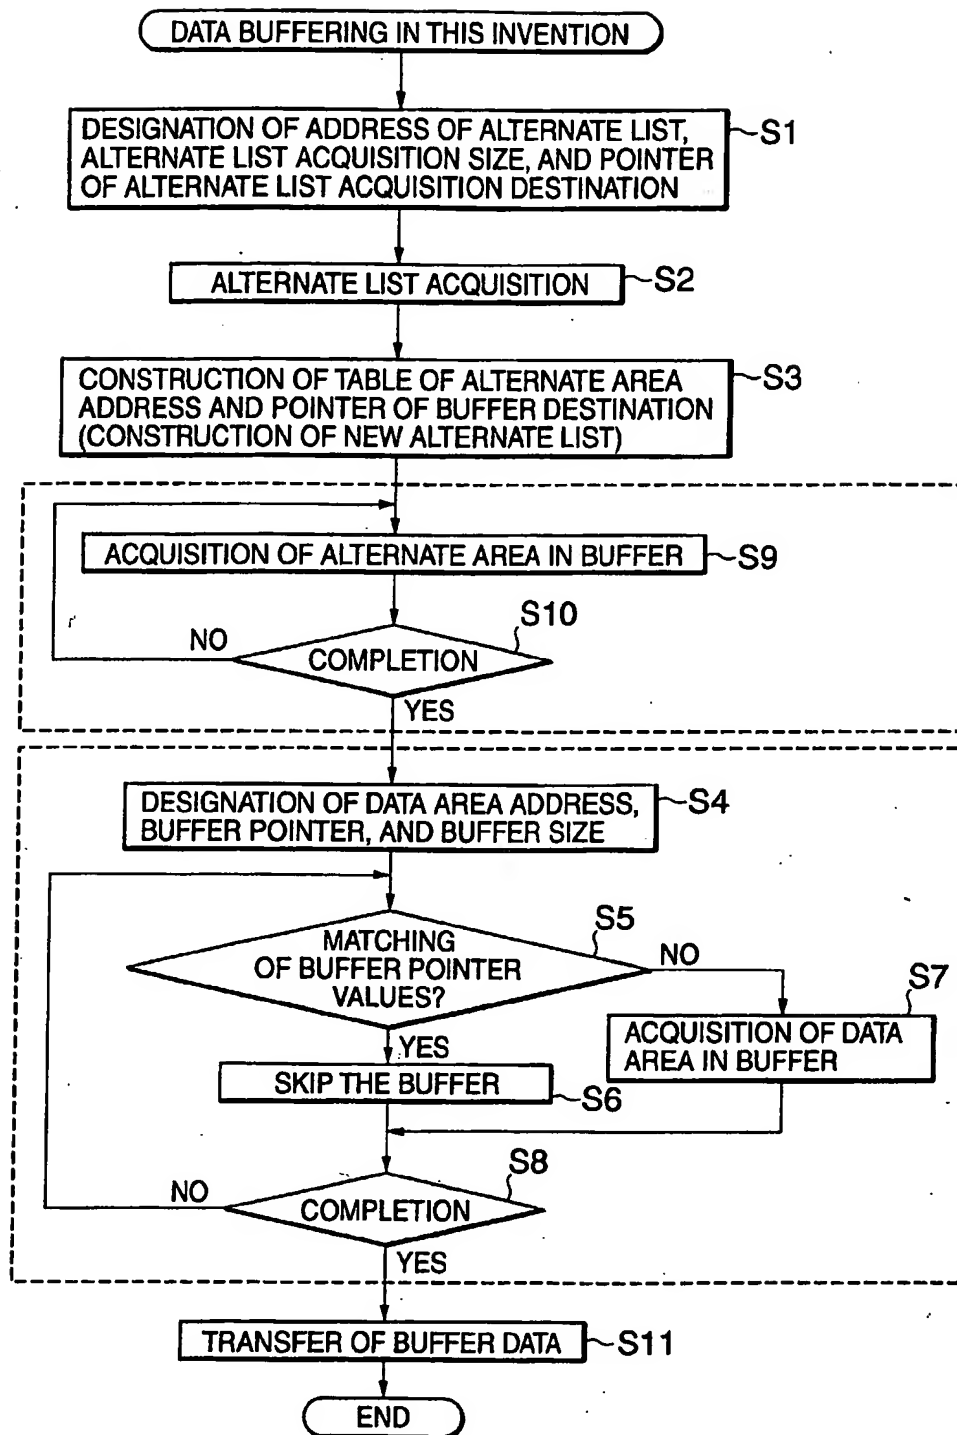 DATA BUFFERING IN THIS INVENTION
DESIGNATION OF ADDRESS OF ALTERNATE LIST,
ALTERNATE LIST ACQUISITION SIZE, AND POINTER
OF ALTERNATE LIST ACQUISITION DESTINATION
S1
ALTERNATE LIST ACQUISITION
S2
CONSTRUCTION OF TABLE OF ALTERNATE AREA
ADDRESS AND POINTER OF BUFFER DESTINATION
(CONSTRUCTION OF NEW ALTERNATE LIST)
S3
ACQUISITION OF ALTERNATE AREA IN BUFFER
S9
S10
NO
COMPLETION
YES
DESIGNATION OF DATA AREA ADDRESS,
BUFFER POINTER, AND BUFFER SIZE
S4
S5
MATCHING
OF BUFFER POINTER
VALUES?
NO
S7
YES
ACQUISITION OF DATA
AREA IN BUFFER
SKIP THE BUFFER
S6
S8
NO
COMPLETION
YES
TRANSFER OF BUFFER DATA
S11
END